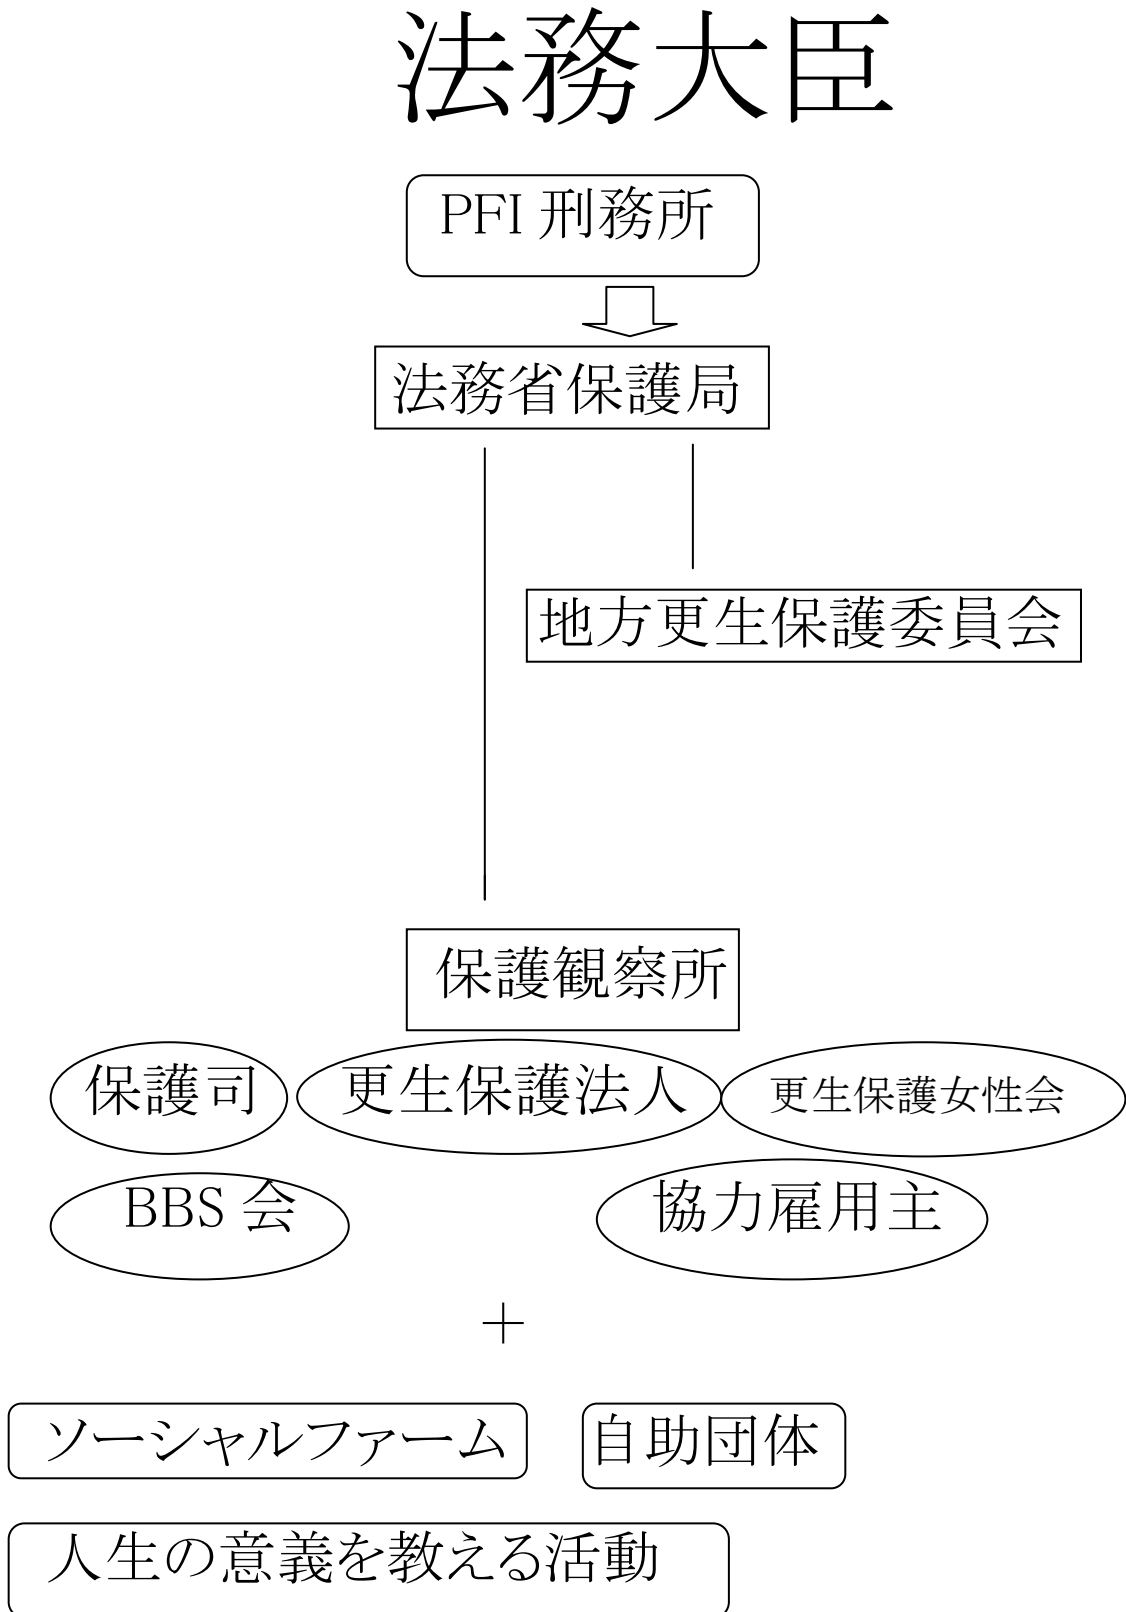 法務大臣
PFI 刑務所
法務省保護局
地方更生保護委員会
保護観察所
保護司 更生保護法人 更生保護女性会
BBS 会 協力雇用主
＋
ソーシャルファーム 自助団体
人生の意義を教える活動